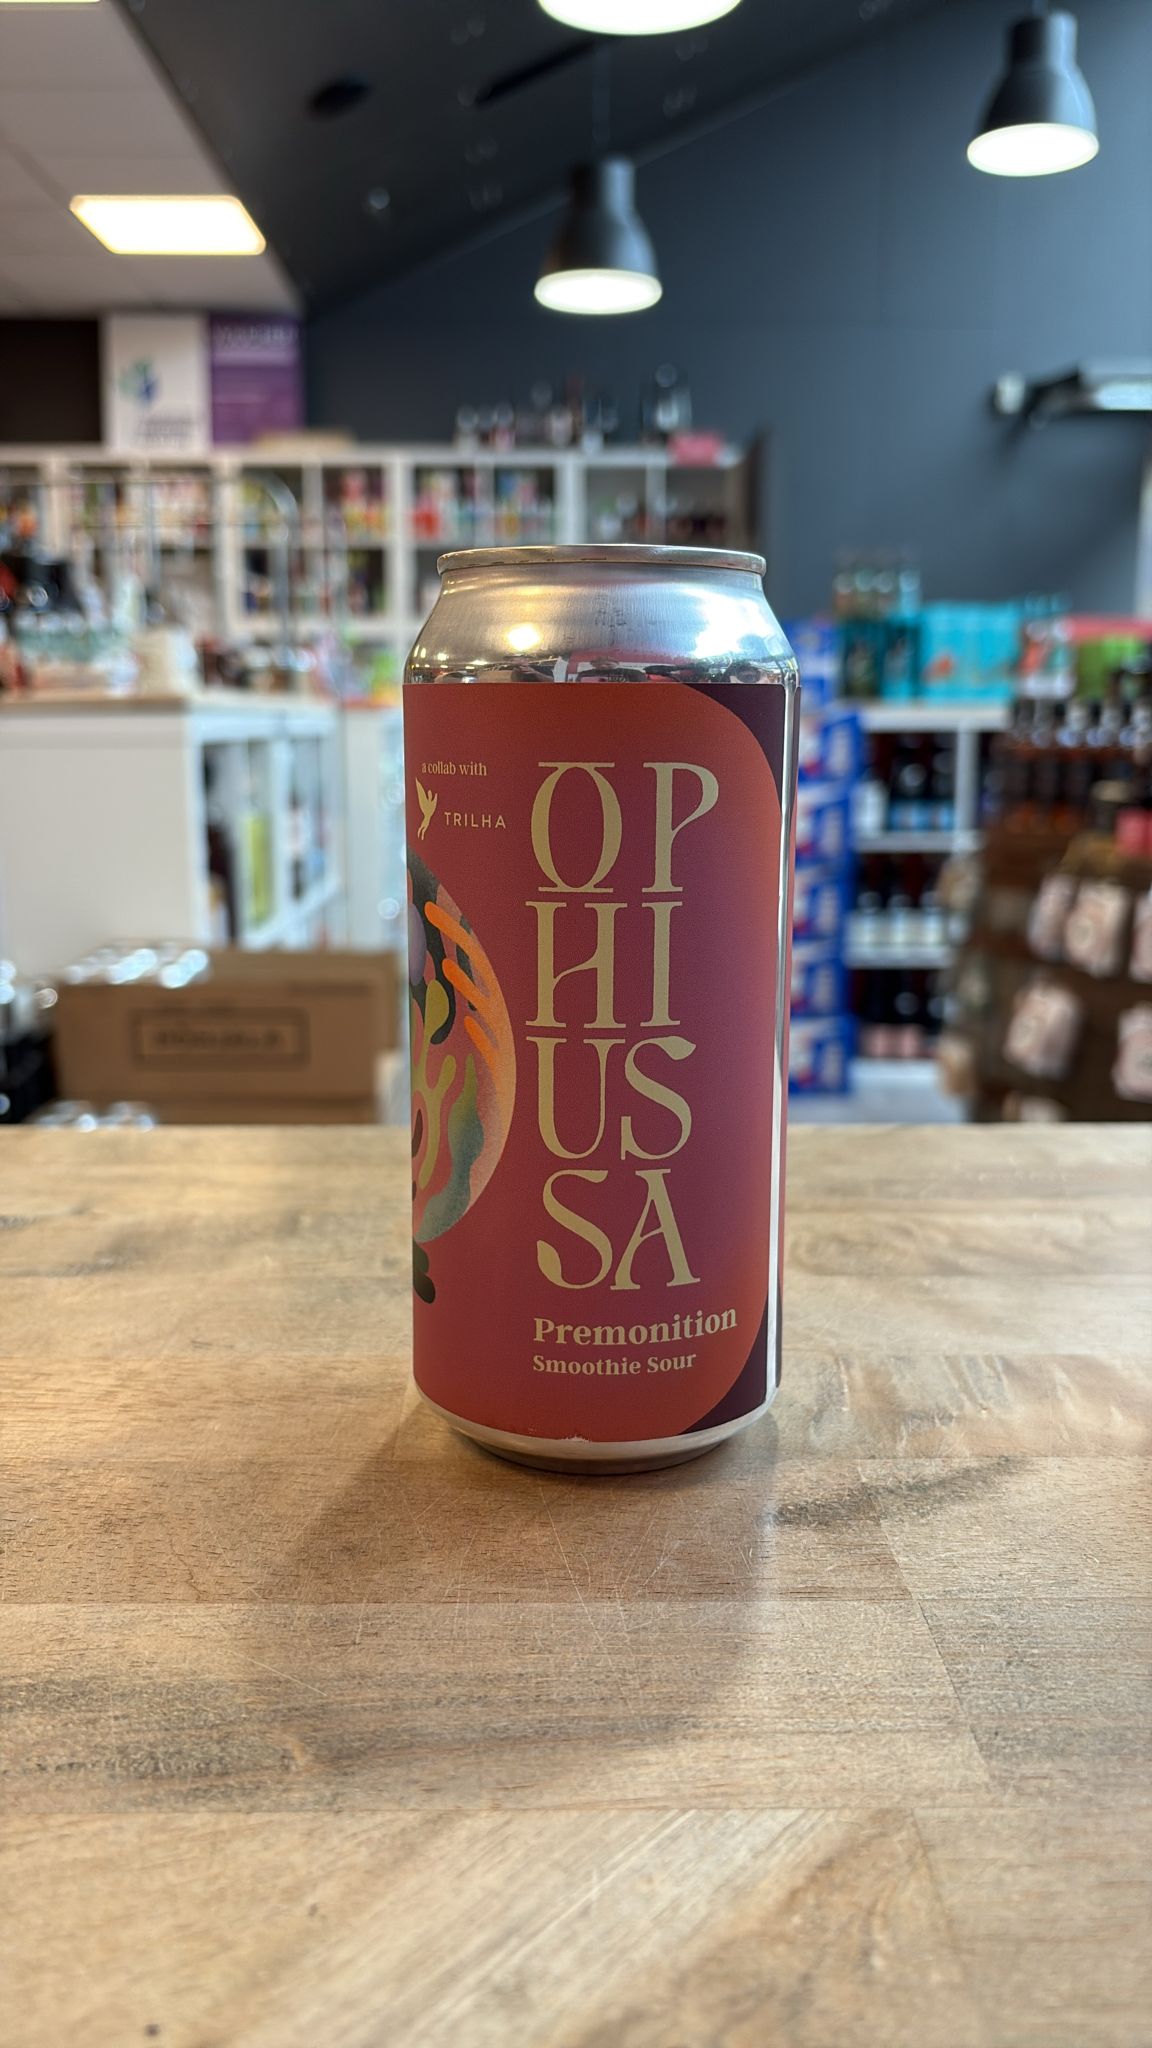 a collab with
TRILHA
OP
HI
US
SA
Premonition
Smoothie Sour